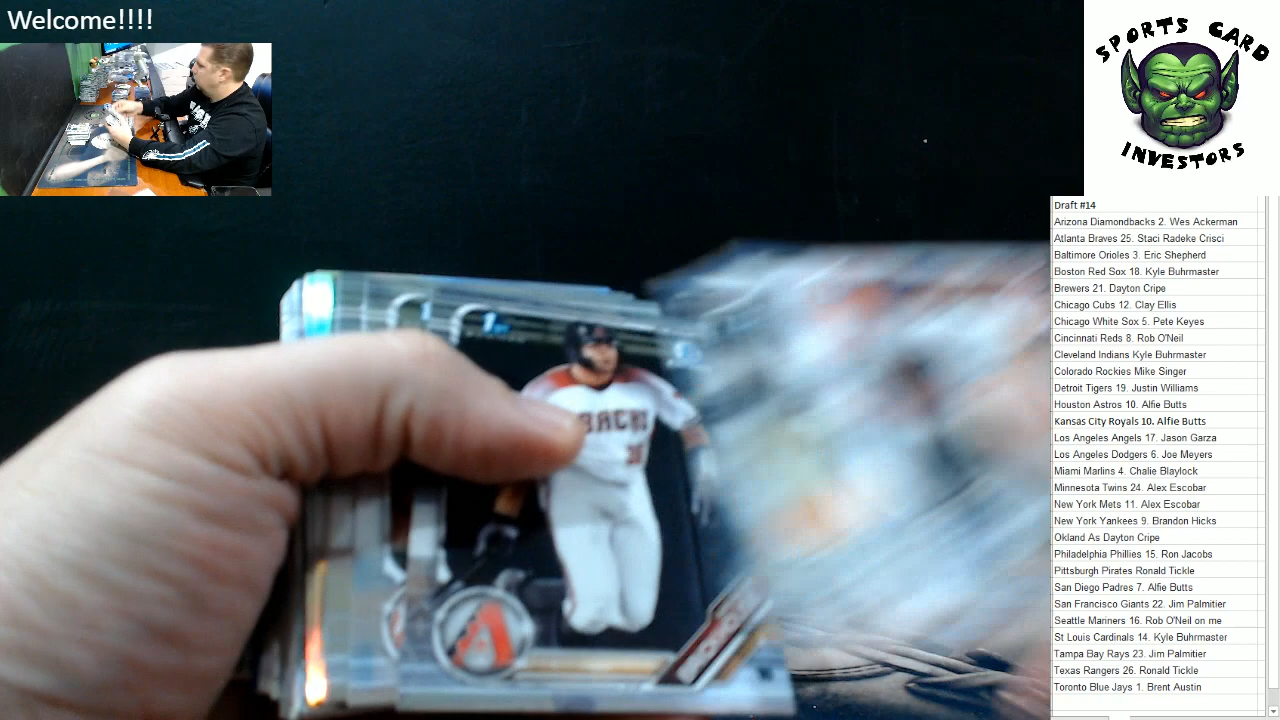 Welcome!!!!
SPORTS CARD
INVESTORS
Draft #14
Arizona Diamondbacks 2. Wes Ackerman
Atlanta Braves 25. Staci Radeke Crisci
Baltimore Orioles 3. Eric Shepherd
Boston Red Sox 18. Kyle Buhrmaster
Brewers 21. Dayton Cripe
Chicago Cubs 12. Clay Ellis
Chicago White Sox 5. Pete Keyes
Cincinnati Reds 8. Rob O'Neil
Cleveland Indians Kyle Buhrmaster
Colorado Rockies Mike Singer
Detroit Tigers 19. Justin Williams
Houston Astros 10. Alfie Butts
Kansas City Royals 10. Alfie Butts
Los Angeles Angels 17. Jason Garza
Los Angeles Dodgers 6. Joe Meyers
Miami Marlins 4. Chalie Blaylock
Minnesota Twins 24. Alex Escobar
New York Mets 11. Alex Escobar
New York Yankees 9. Brandon Hicks
Okland As Dayton Cripe
Philadelphia Phillies 15. Ron Jacobs
Pittsburgh Pirates Ronald Tickle
San Diego Padres 7. Alfie Butts
San Francisco Giants 22. Jim Palmitier
Seattle Mariners 16. Rob O'Neil on me
St Louis Cardinals 14. Kyle Buhrmaster
Tampa Bay Rays 23. Jim Palmitier
Texas Rangers 26. Ronald Tickle
Toronto Blue Jays 1. Brent Austin